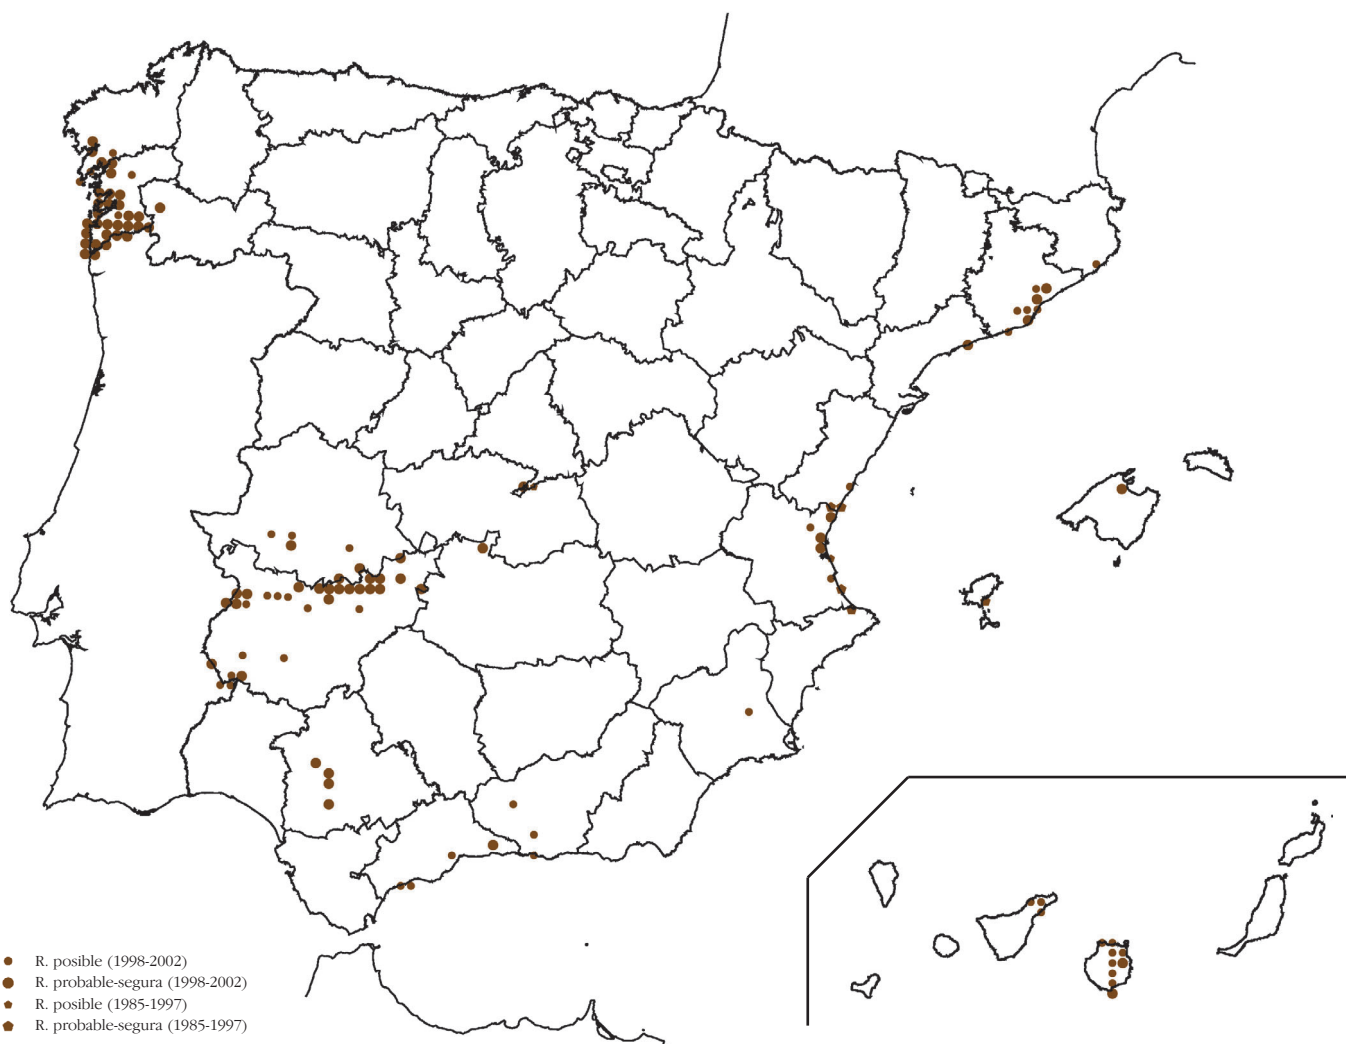 R. posible (1998-2002)
R. probable-segura (1998-2002)
R. posible (1985-1997)
R. probable-segura (1985-1997)